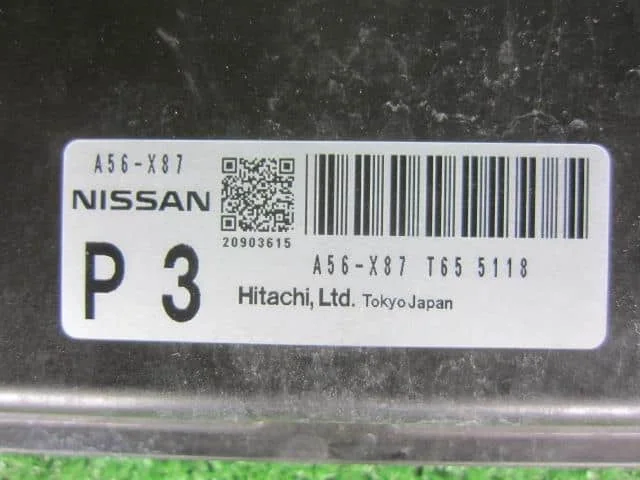 A56-X87
NISSAN
P 3
20903615
A56-X87 T65 5118
Hitachi, Ltd. Tokyo Japan